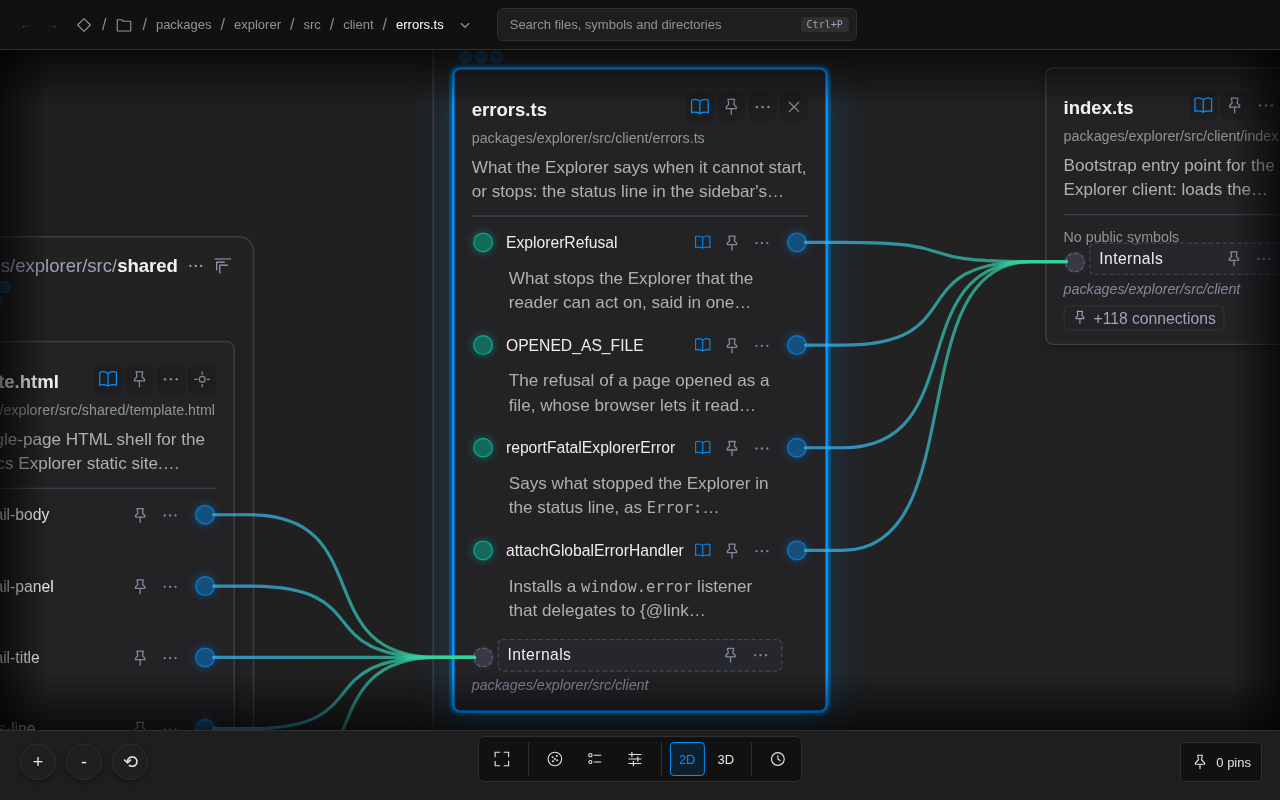 ← → / / packages / explorer / src / client / errors.ts
Search files, symbols and directories Ctrl+P
errors.ts
packages/explorer/src/client/errors.ts
What the Explorer says when it cannot start,
or stops: the status line in the sidebar's…
ExplorerRefusal
What stops the Explorer that the
reader can act on, said in one…
OPENED_AS_FILE
The refusal of a page opened as a
file, whose browser lets it read…
reportFatalExplorerError
Says what stopped the Explorer in
the status line, as Error:…
attachGlobalErrorHandler
Installs a window.error listener
that delegates to {@link…
Internals
packages/explorer/src/client
index.ts
packages/explorer/src/client/index
Bootstrap entry point for the
Explorer client: loads the…
No public symbols
Internals
packages/explorer/src/client
+118 connections
s/explorer/src/shared
te.html
/explorer/src/shared/template.html
gle-page HTML shell for the
cs Explorer static site.…
ail-body
ail-panel
ail-title
s-line
+ - ⟲
2D 3D
0 pins